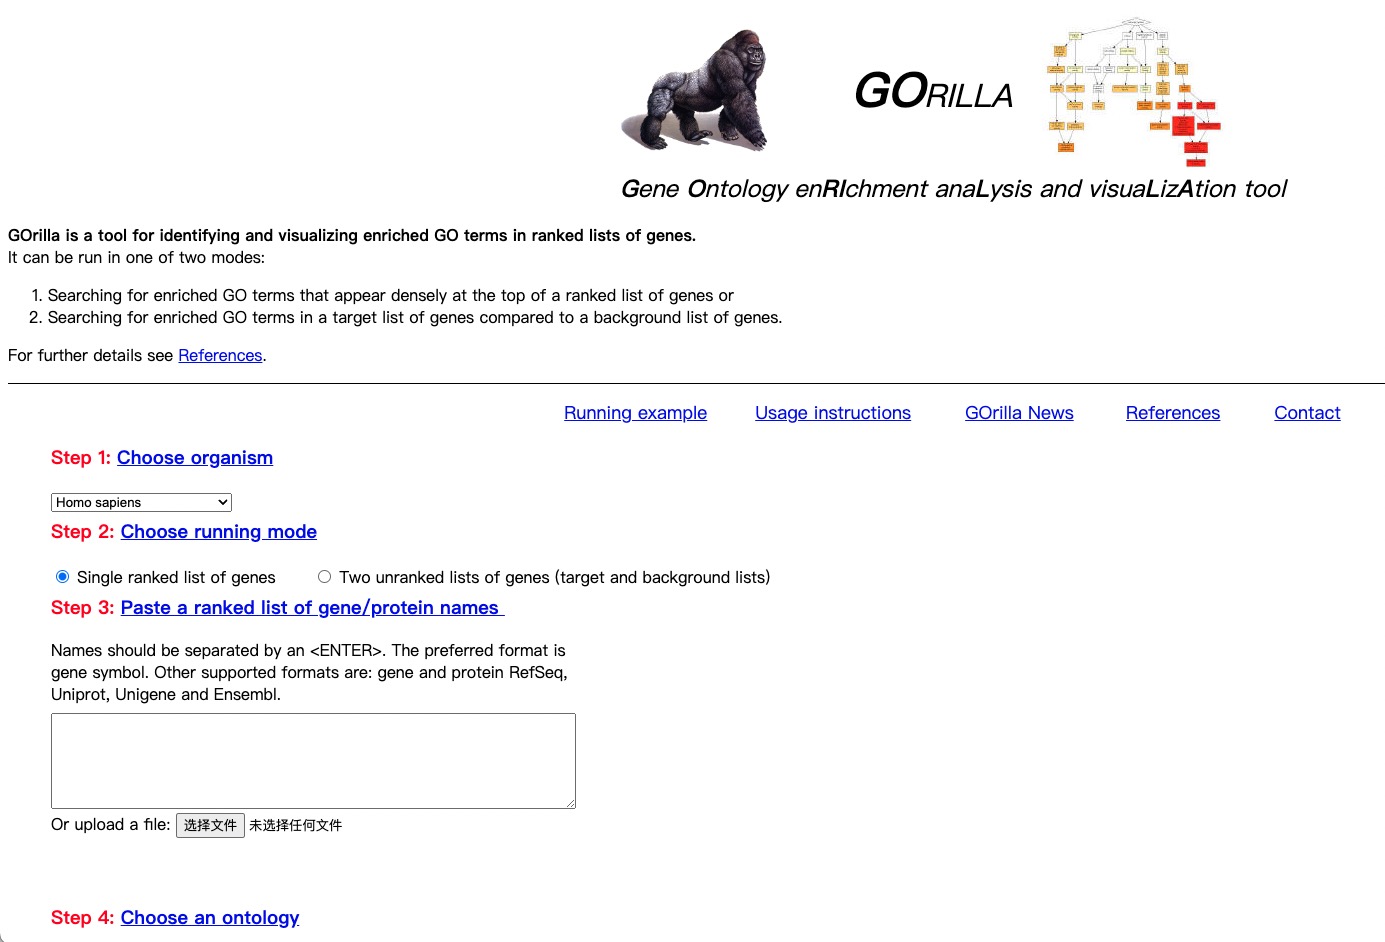 GORILLA
Gene Ontology enRIchment anaLysis and visuaLizAtion tool
GOrilla is a tool for identifying and visualizing enriched GO terms in ranked lists of genes.
It can be run in one of two modes:
1. Searching for enriched GO terms that appear densely at the top of a ranked list of genes or
2. Searching for enriched GO terms in a target list of genes compared to a background list of genes.
For further details see References.
Running example Usage instructions GOrilla News References Contact
Step 1: Choose organism
Homo sapiens
Step 2: Choose running mode
Single ranked list of genes Two unranked lists of genes (target and background lists)
Step 3: Paste a ranked list of gene/protein names
Names should be separated by an <ENTER>. The preferred format is
gene symbol. Other supported formats are: gene and protein RefSeq,
Uniprot, Unigene and Ensembl.
Or upload a file: 选择文件 未选择任何文件
Step 4: Choose an ontology